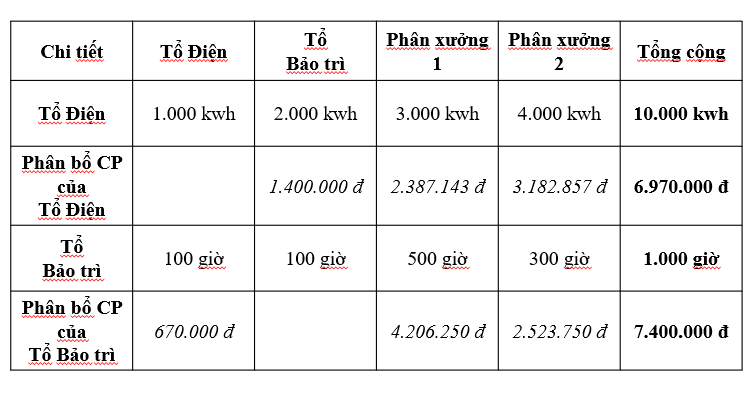 Chi tiết Tổ Điện Tổ Bảo trì Phân xưởng 1 Phân xưởng 2 Tổng cộng
Tổ Điện 1.000 kwh 2.000 kwh 3.000 kwh 4.000 kwh 10.000 kwh
Phân bổ CP của Tổ Điện 1.400.000 đ 2.387.143 đ 3.182.857 đ 6.970.000 đ
Tổ Bảo trì 100 giờ 100 giờ 500 giờ 300 giờ 1.000 giờ
Phân bổ CP của Tổ Bảo trì 670.000 đ 4.206.250 đ 2.523.750 đ 7.400.000 đ